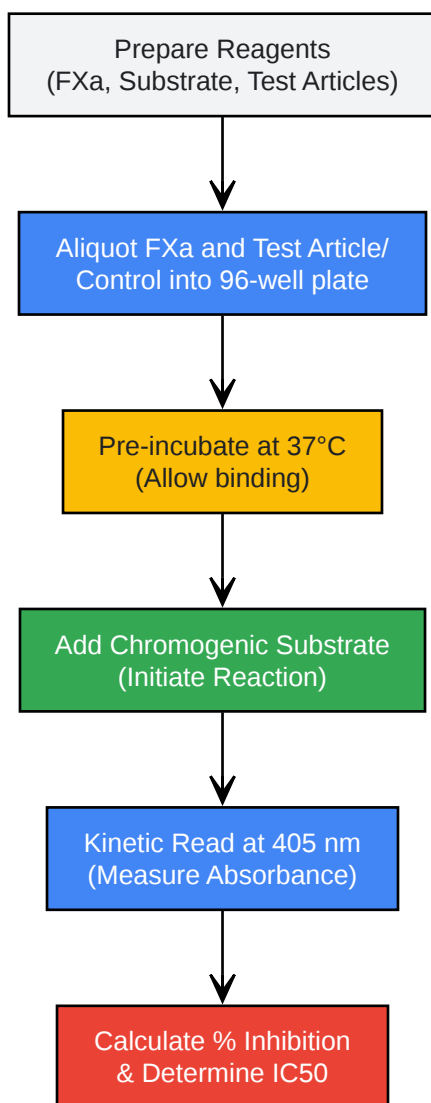 Prepare Reagents
(FXa, Substrate, Test Articles)
Aliquot FXa and Test Article/
Control into 96-well plate
Pre-incubate at 37°C
(Allow binding)
Add Chromogenic Substrate
(Initiate Reaction)
Kinetic Read at 405 nm
(Measure Absorbance)
Calculate % Inhibition
& Determine IC50